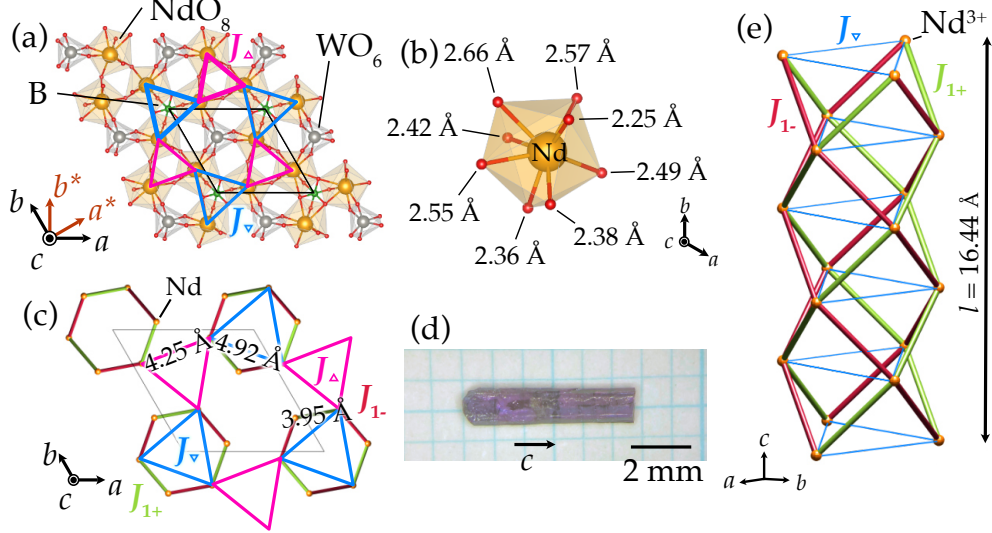 (a)
NdO₈
J△
WO₆
B
b
b*
a*
c
a
J▽
(b)
2.66 Å
2.57 Å
2.42 Å
2.25 Å
Nd
2.55 Å
2.49 Å
2.36 Å
2.38 Å
b
c
a
(c)
Nd
4.25 Å
4.92 Å
J△
3.95 Å
J1-
J▽
b
c
a
J1+
(d)
c
2 mm
(e)
J▽
Nd³⁺
J1-
J1+
l = 16.44 Å
c
a
b